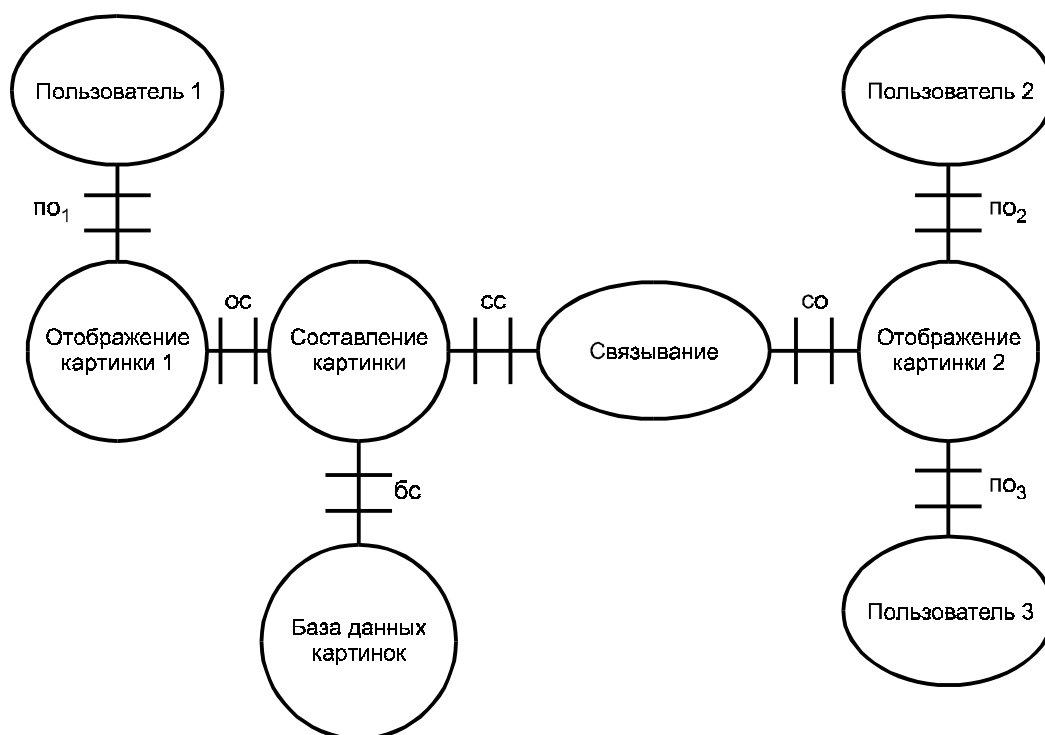 Пользователь 1
Пользователь 2
по₁
по₂
ос
сс
со
Отображение
картинки 1
Составление
картинки
Связывание
Отображение
картинки 2
бс
по₃
База данных
картинок
Пользователь 3